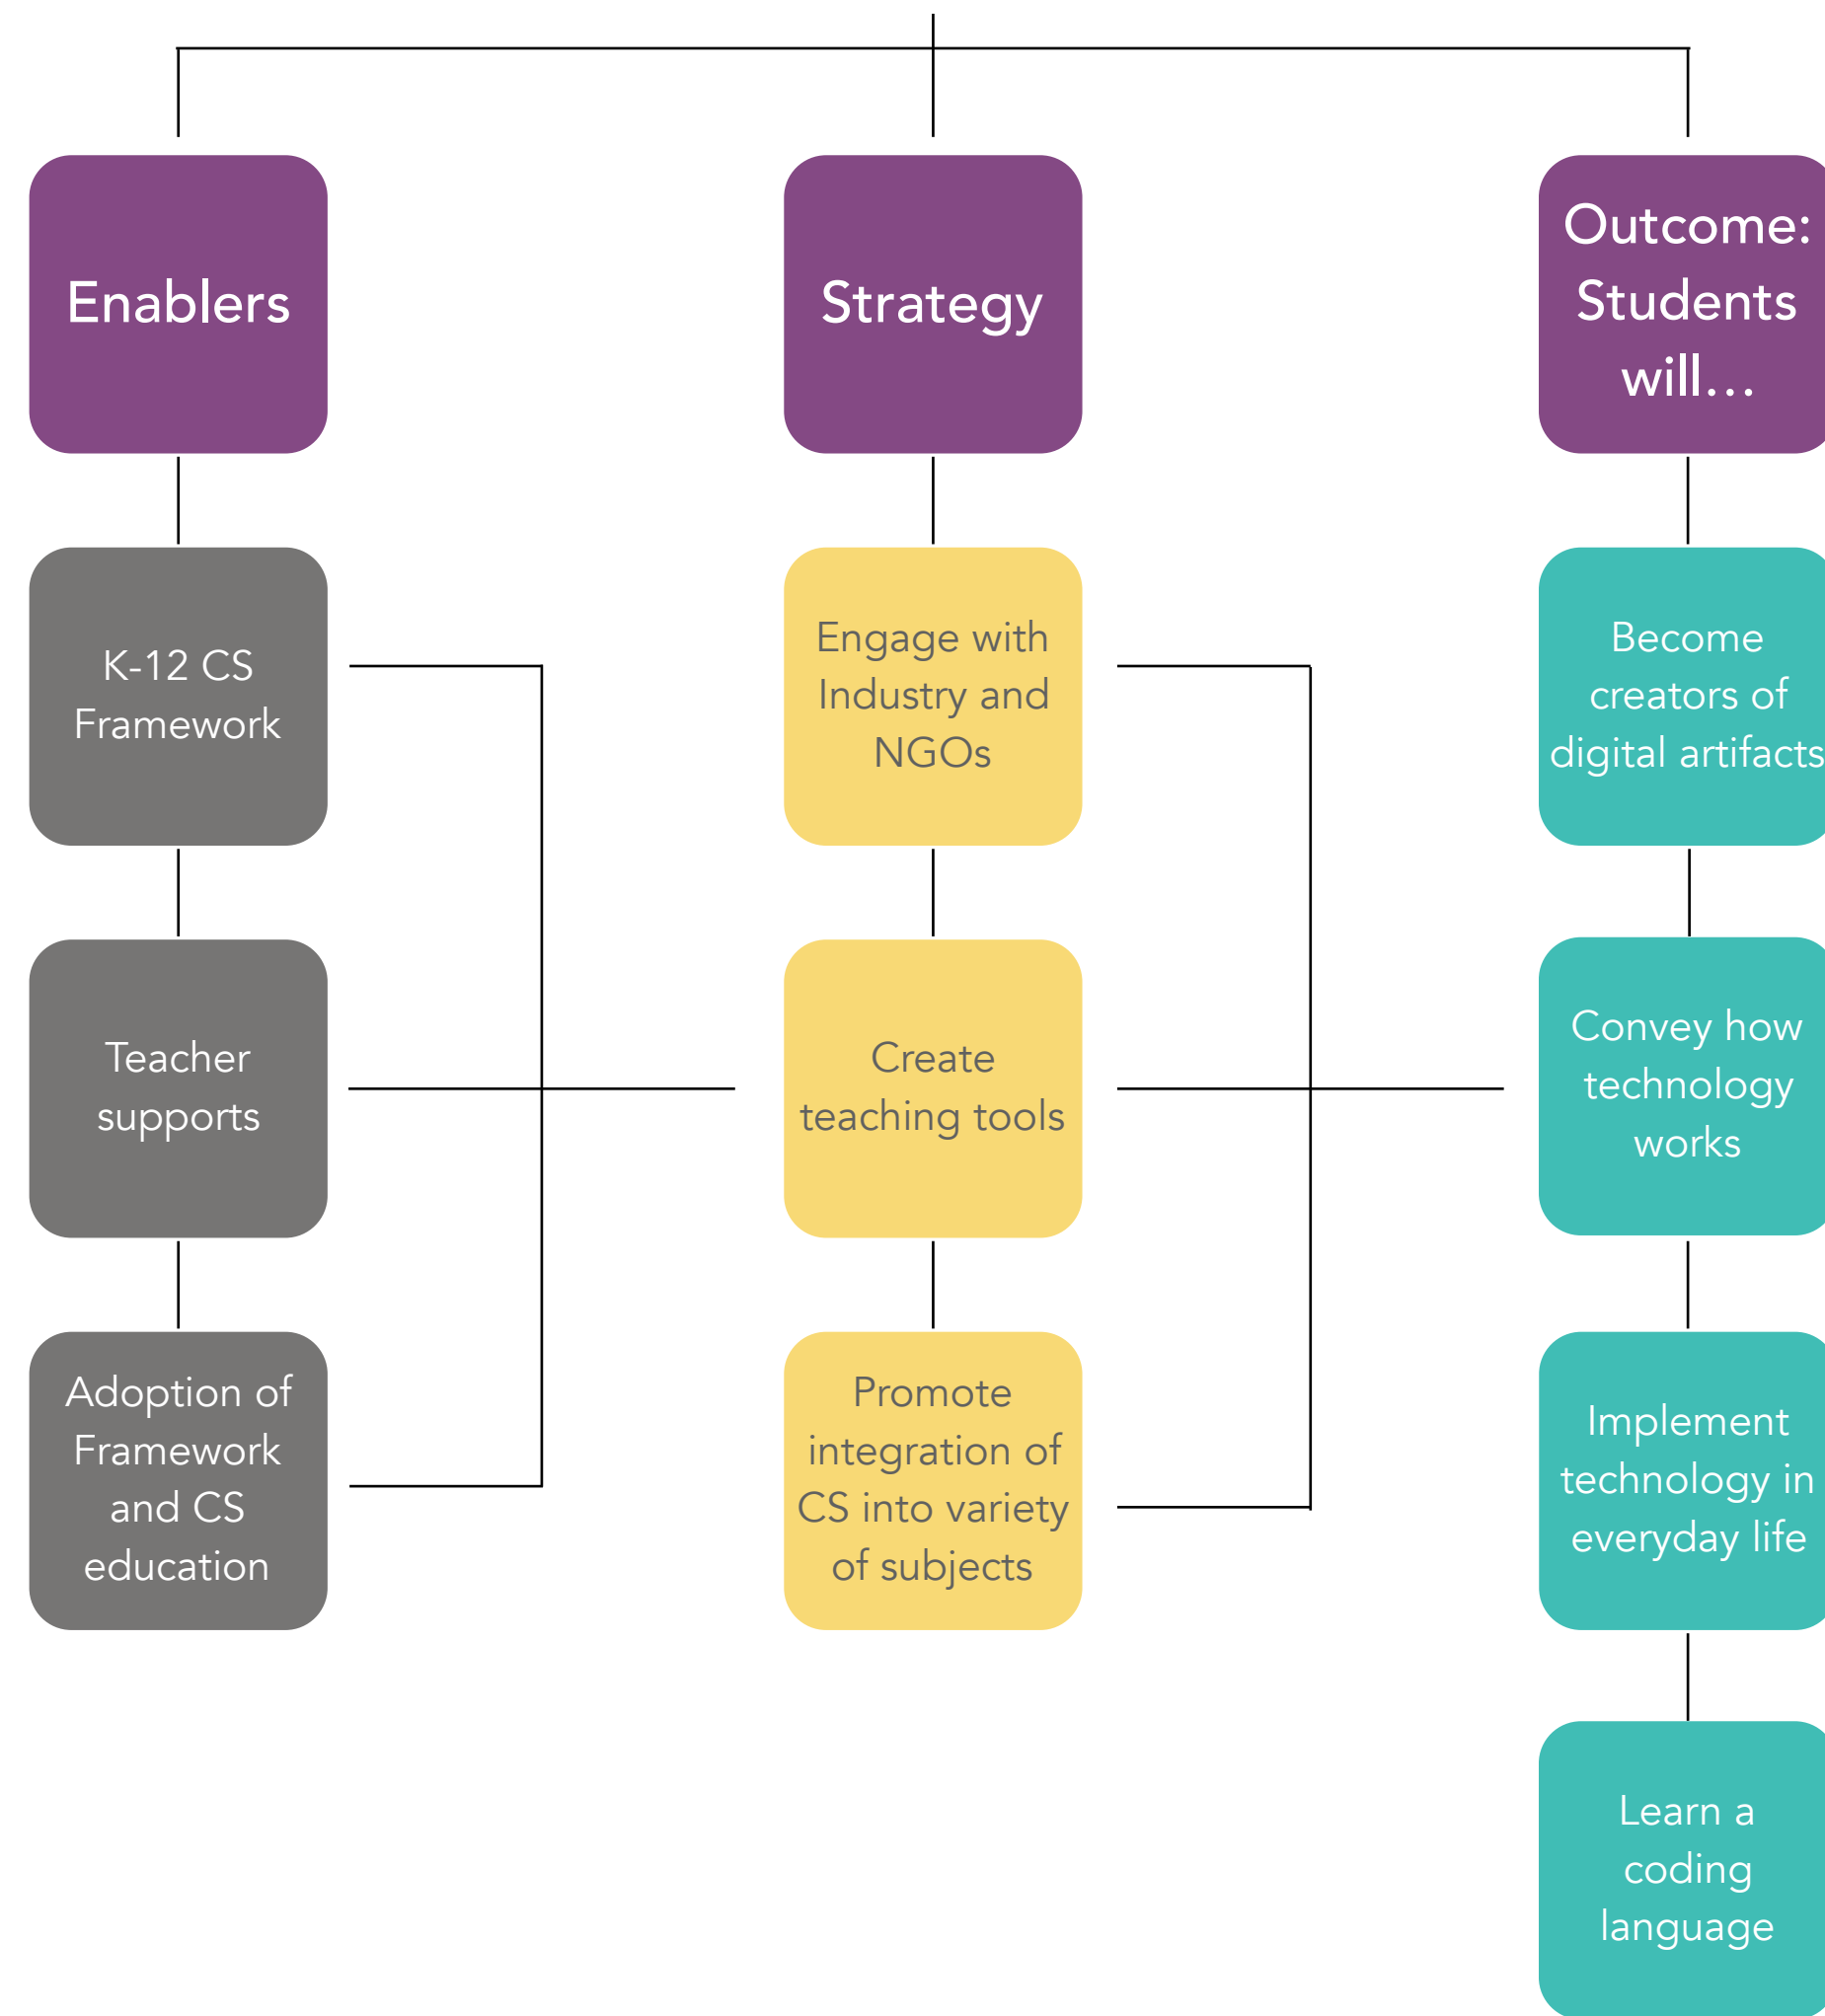 Enablers
Strategy
Outcome:
Students
will...
K-12 CS
Framework
Engage with
Industry and
NGOs
Become
creators of
digital artifacts
Teacher
supports
Create
teaching tools
Convey how
technology
works
Adoption of
Framework
and CS
education
Promote
integration of
CS into variety
of subjects
Implement
technology in
everyday life
Learn a
coding
language